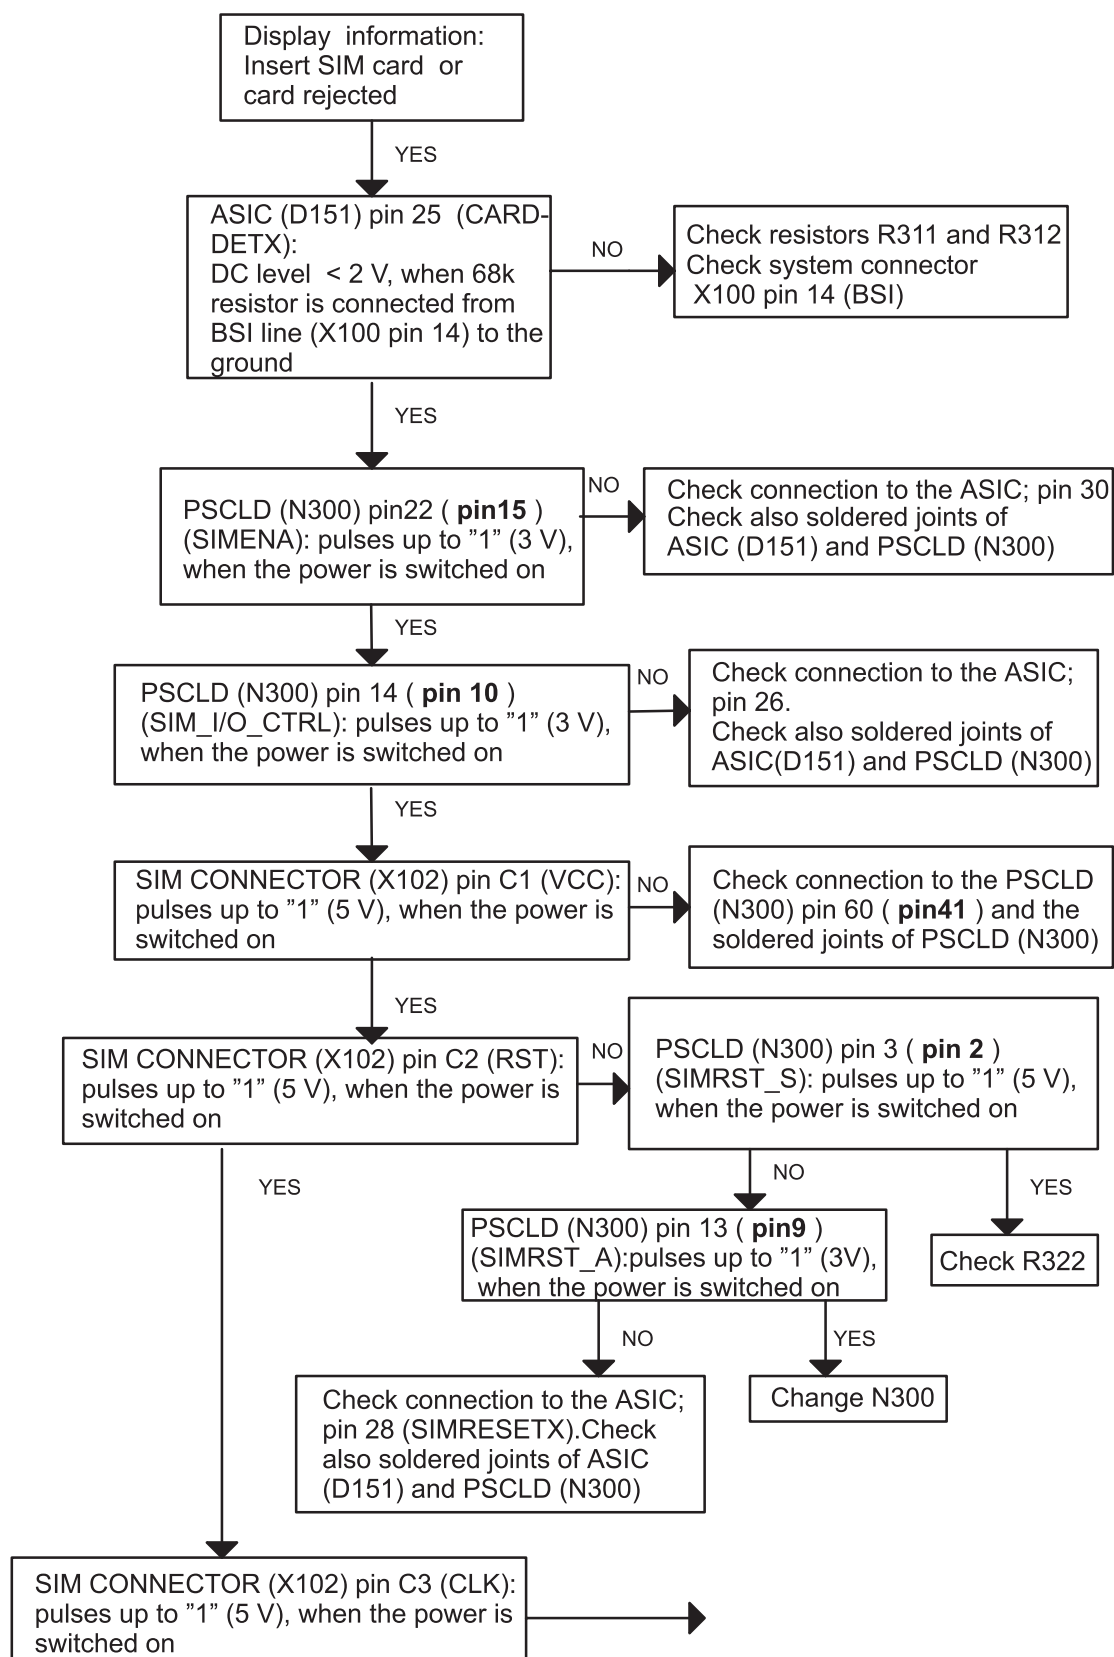 Display information:
Insert SIM card or
card rejected
YES
ASIC (D151) pin 25 (CARD-
DETX):
DC level < 2 V, when 68k
resistor is connected from
BSI line (X100 pin 14) to the
ground
NO
Check resistors R311 and R312
Check system connector
X100 pin 14 (BSI)
YES
PSCLD (N300) pin22 ( pin15 )
(SIMENA): pulses up to ”1” (3 V),
when the power is switched on
NO
Check connection to the ASIC; pin 30
Check also soldered joints of
ASIC (D151) and PSCLD (N300)
YES
PSCLD (N300) pin 14 ( pin 10 )
(SIM_I/O_CTRL): pulses up to ”1” (3 V),
when the power is switched on
NO
Check connection to the ASIC;
pin 26.
Check also soldered joints of
ASIC(D151) and PSCLD (N300)
YES
SIM CONNECTOR (X102) pin C1 (VCC):
pulses up to ”1” (5 V), when the power is
switched on
NO
Check connection to the PSCLD
(N300) pin 60 ( pin41 ) and the
soldered joints of PSCLD (N300)
YES
SIM CONNECTOR (X102) pin C2 (RST):
pulses up to ”1” (5 V), when the power is
switched on
NO
PSCLD (N300) pin 3 ( pin 2 )
(SIMRST_S): pulses up to ”1” (5 V),
when the power is switched on
YES
NO
YES
PSCLD (N300) pin 13 ( pin9 )
(SIMRST_A):pulses up to ”1” (3V),
when the power is switched on
Check R322
NO
YES
Check connection to the ASIC;
pin 28 (SIMRESETX).Check
also soldered joints of ASIC
(D151) and PSCLD (N300)
Change N300
SIM CONNECTOR (X102) pin C3 (CLK):
pulses up to ”1” (5 V), when the power is
switched on